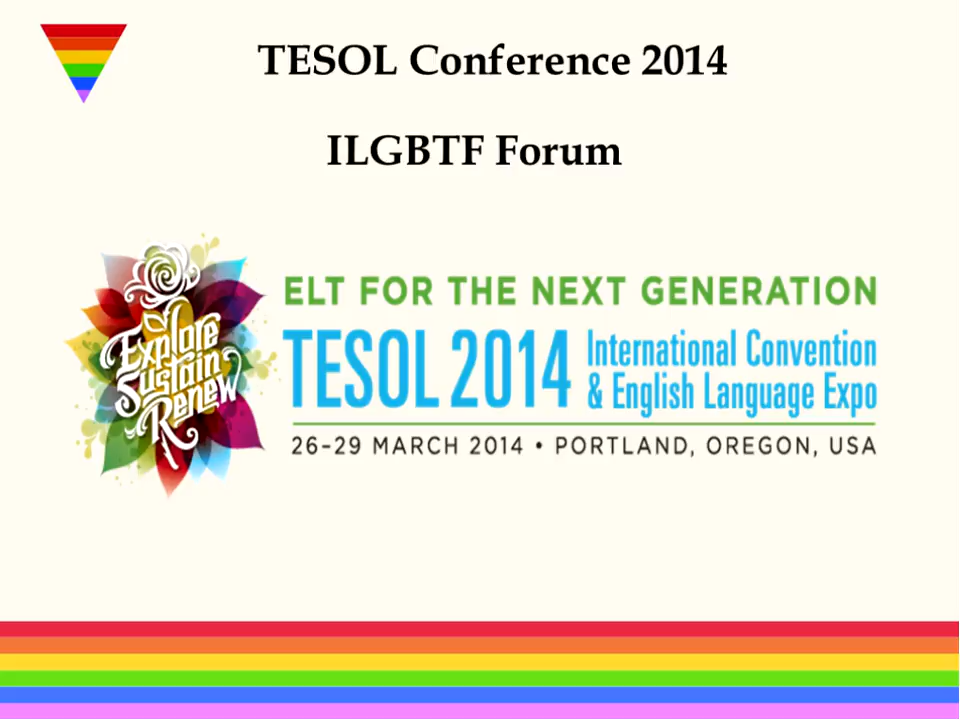 TESOL Conference 2014
ILGBTF Forum
Explore
Sustain
Renew
ELT FOR THE NEXT GENERATION
TESOL 2014 International Convention
& English Language Expo
26–29 MARCH 2014 • PORTLAND, OREGON, USA